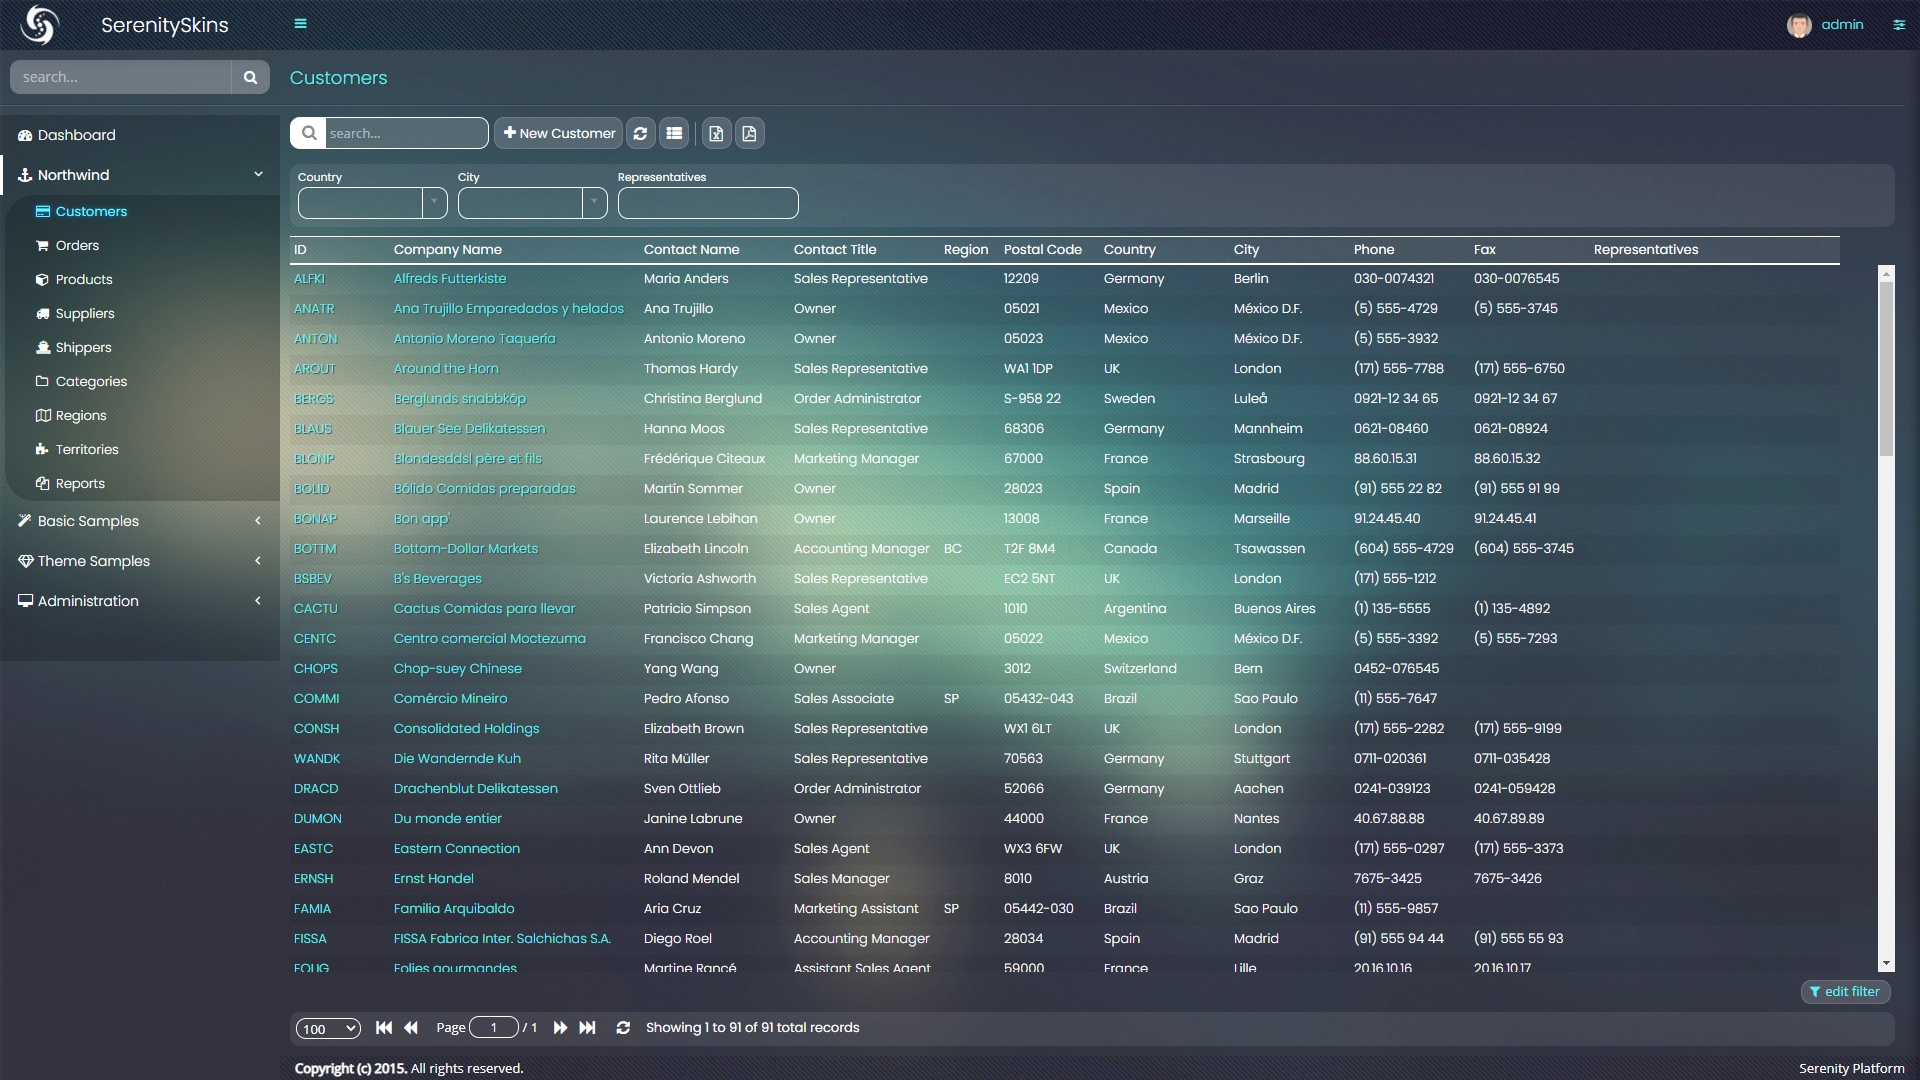 SerenitySkins
admin
search...
Customers
Dashboard
Northwind
Customers
Orders
Products
Suppliers
Shippers
Categories
Regions
Territories
Reports
Basic Samples
Theme Samples
Administration
search... New Customer
Country City Representatives
ID Company Name Contact Name Contact Title Region Postal Code Country City Phone Fax Representatives
ALFKI Alfreds Futterkiste Maria Anders Sales Representative 12209 Germany Berlin 030-0074321 030-0076545
ANATR Ana Trujillo Emparedados y helados Ana Trujillo Owner 05021 Mexico México D.F. (5) 555-4729 (5) 555-3745
ANTON Antonio Moreno Taquería Antonio Moreno Owner 05023 Mexico México D.F. (5) 555-3932
AROUT Around the Horn Thomas Hardy Sales Representative WA1 1DP UK London (171) 555-7788 (171) 555-6750
BERGS Berglunds snabbköp Christina Berglund Order Administrator S-958 22 Sweden Luleå 0921-12 34 65 0921-12 34 67
BLAUS Blauer See Delikatessen Hanna Moos Sales Representative 68306 Germany Mannheim 0621-08460 0621-08924
BLONP Blondesddsl père et fils Frédérique Citeaux Marketing Manager 67000 France Strasbourg 88.60.15.31 88.60.15.32
BOLID Bólido Comidas preparadas Martín Sommer Owner 28023 Spain Madrid (91) 555 22 82 (91) 555 91 99
BONAP Bon app' Laurence Lebihan Owner 13008 France Marseille 91.24.45.40 91.24.45.41
BOTTM Bottom-Dollar Markets Elizabeth Lincoln Accounting Manager BC T2F 8M4 Canada Tsawassen (604) 555-4729 (604) 555-3745
BSBEV B's Beverages Victoria Ashworth Sales Representative EC2 5NT UK London (171) 555-1212
CACTU Cactus Comidas para llevar Patricio Simpson Sales Agent 1010 Argentina Buenos Aires (1) 135-5555 (1) 135-4892
CENTC Centro comercial Moctezuma Francisco Chang Marketing Manager 05022 Mexico México D.F. (5) 555-3392 (5) 555-7293
CHOPS Chop-suey Chinese Yang Wang Owner 3012 Switzerland Bern 0452-076545
COMMI Comércio Mineiro Pedro Afonso Sales Associate SP 05432-043 Brazil Sao Paulo (11) 555-7647
CONSH Consolidated Holdings Elizabeth Brown Sales Representative WX1 6LT UK London (171) 555-2282 (171) 555-9199
WANDK Die Wandernde Kuh Rita Müller Sales Representative 70563 Germany Stuttgart 0711-020361 0711-035428
DRACD Drachenblut Delikatessen Sven Ottlieb Order Administrator 52066 Germany Aachen 0241-039123 0241-059428
DUMON Du monde entier Janine Labrune Owner 44000 France Nantes 40.67.88.88 40.67.89.89
EASTC Eastern Connection Ann Devon Sales Agent WX3 6FW UK London (171) 555-0297 (171) 555-3373
ERNSH Ernst Handel Roland Mendel Sales Manager 8010 Austria Graz 7675-3425 7675-3426
FAMIA Familia Arquibaldo Aria Cruz Marketing Assistant SP 05442-030 Brazil Sao Paulo (11) 555-9857
FISSA FISSA Fabrica Inter. Salchichas S.A. Diego Roel Accounting Manager 28034 Spain Madrid (91) 555 94 44 (91) 555 55 93
FOLIG Folies gourmandes Martine Rancé Assistant Sales Agent 59000 France Lille 20.16.10.16 20.16.10.17
edit filter
100 Page 1 / 1 Showing 1 to 91 of 91 total records
Copyright (c) 2015. All rights reserved. Serenity Platform